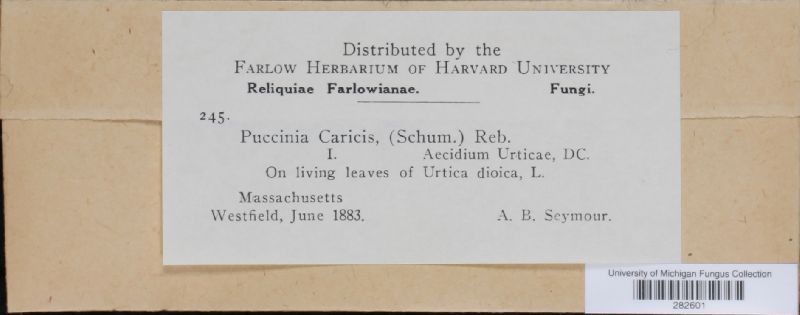 Distributed by the
FARLOW HERBARIUM OF HARVARD UNIVERSITY
Reliquiae Farlowianae. Fungi.
245.
Puccinia Caricis, (Schum.) Reb.
I. Aecidium Urticae, DC.
On living leaves of Urtica dioica, L.
Massachusetts
Westfield, June 1883. A. B. Seymour.
University of Michigan Fungus Collection
282601